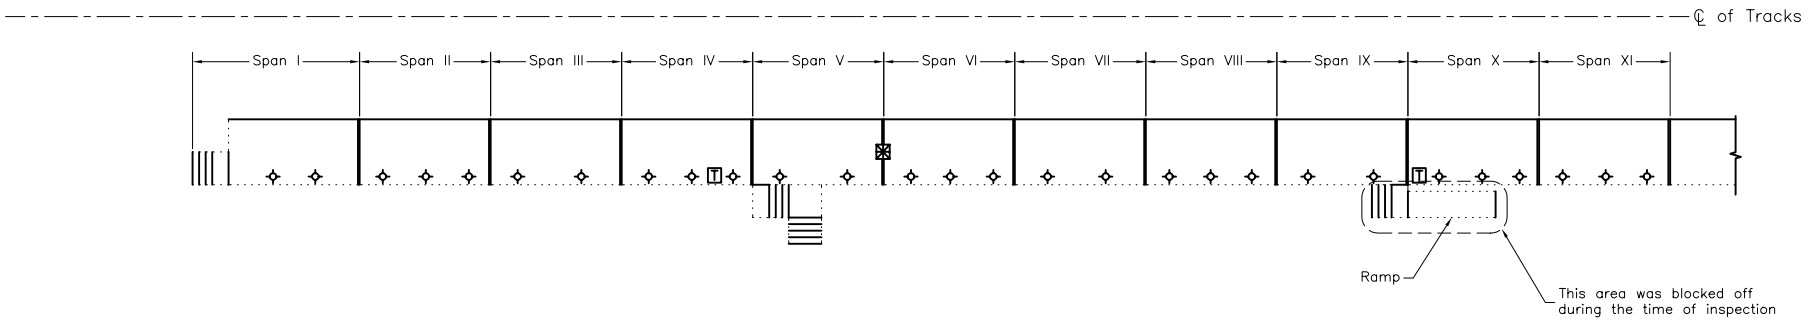 ℄ of Tracks
Span I
Span II
Span III
Span IV
Span V
Span VI
Span VII
Span VIII
Span IX
Span X
Span XI
T
T
Ramp
This area was blocked off
during the time of inspection